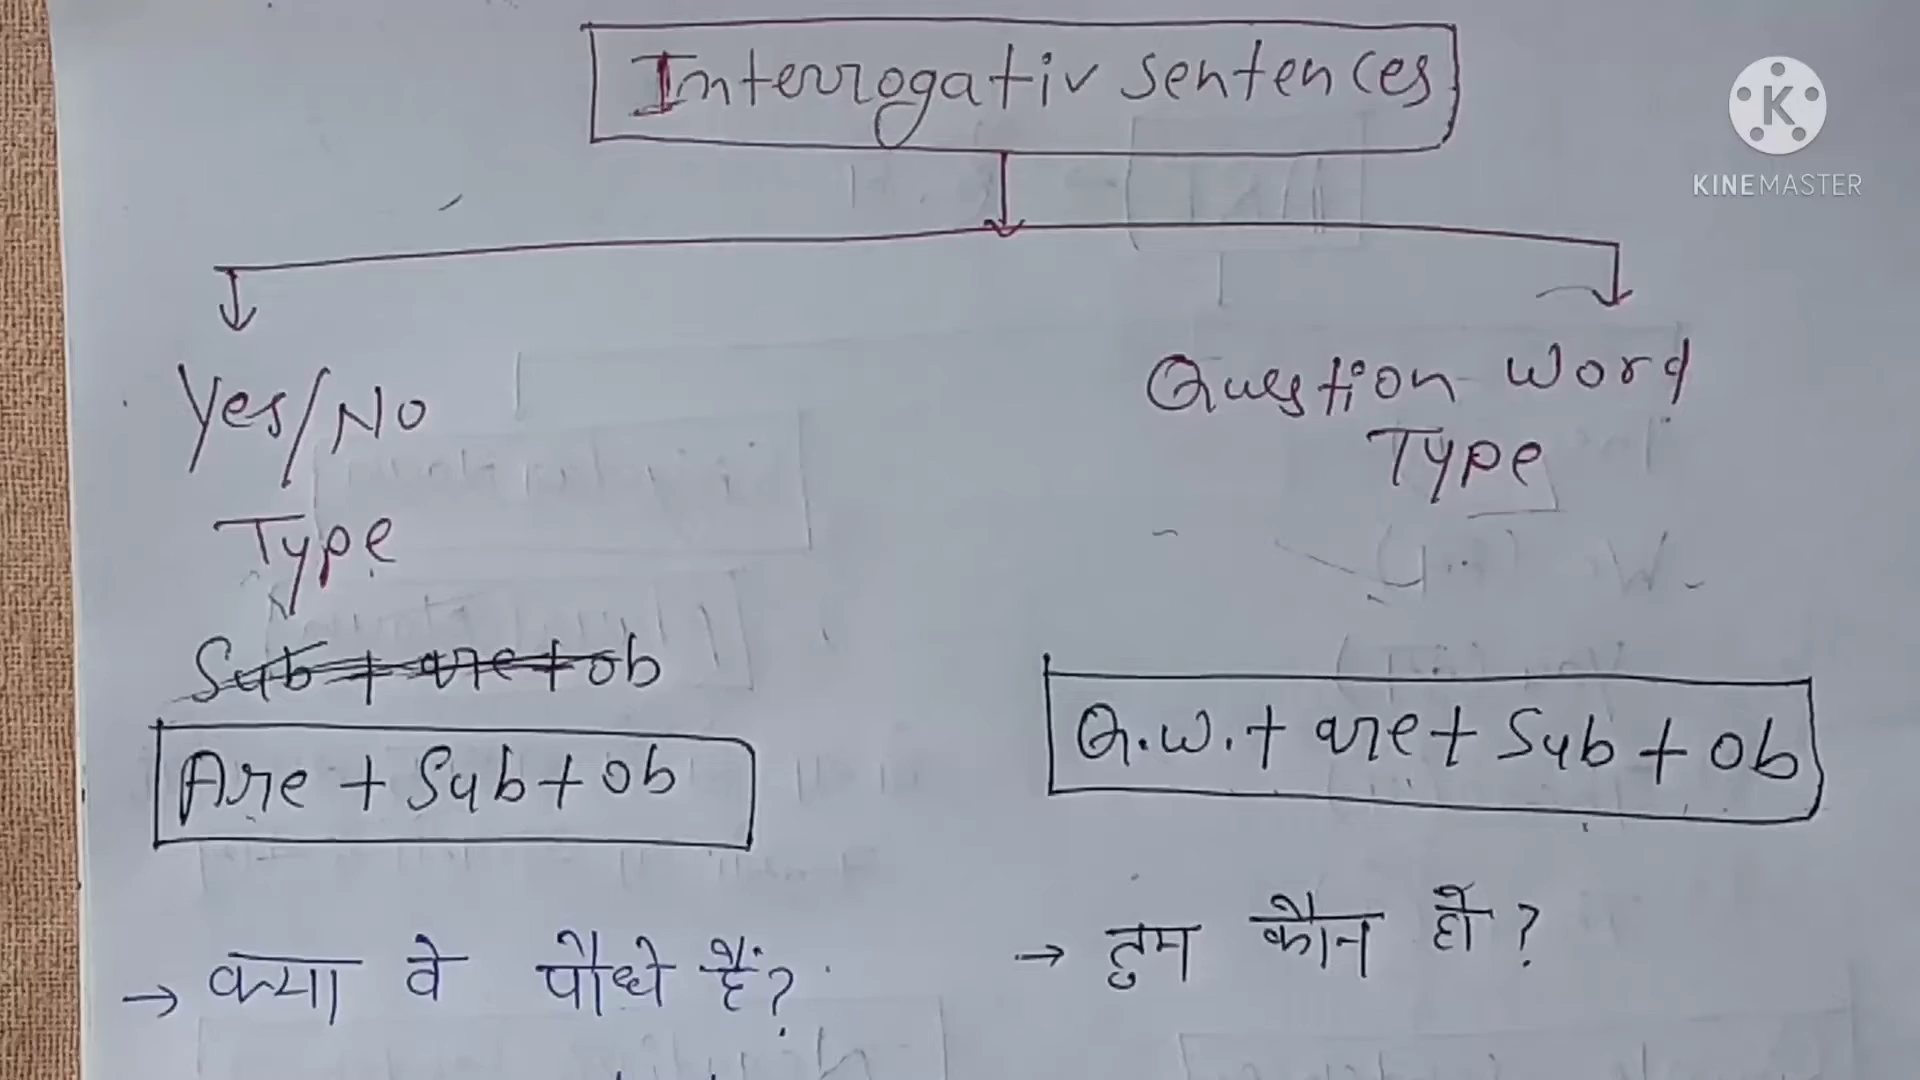 Interrogativ sentences
K
KINEMASTER
Yes/No
Type
Question Word
Type
Sub + are + ob
Are + Sub + ob
Q.W. + are + Sub + ob
→ क्या वे पौधे हैं?
→ तुम कौन हो?